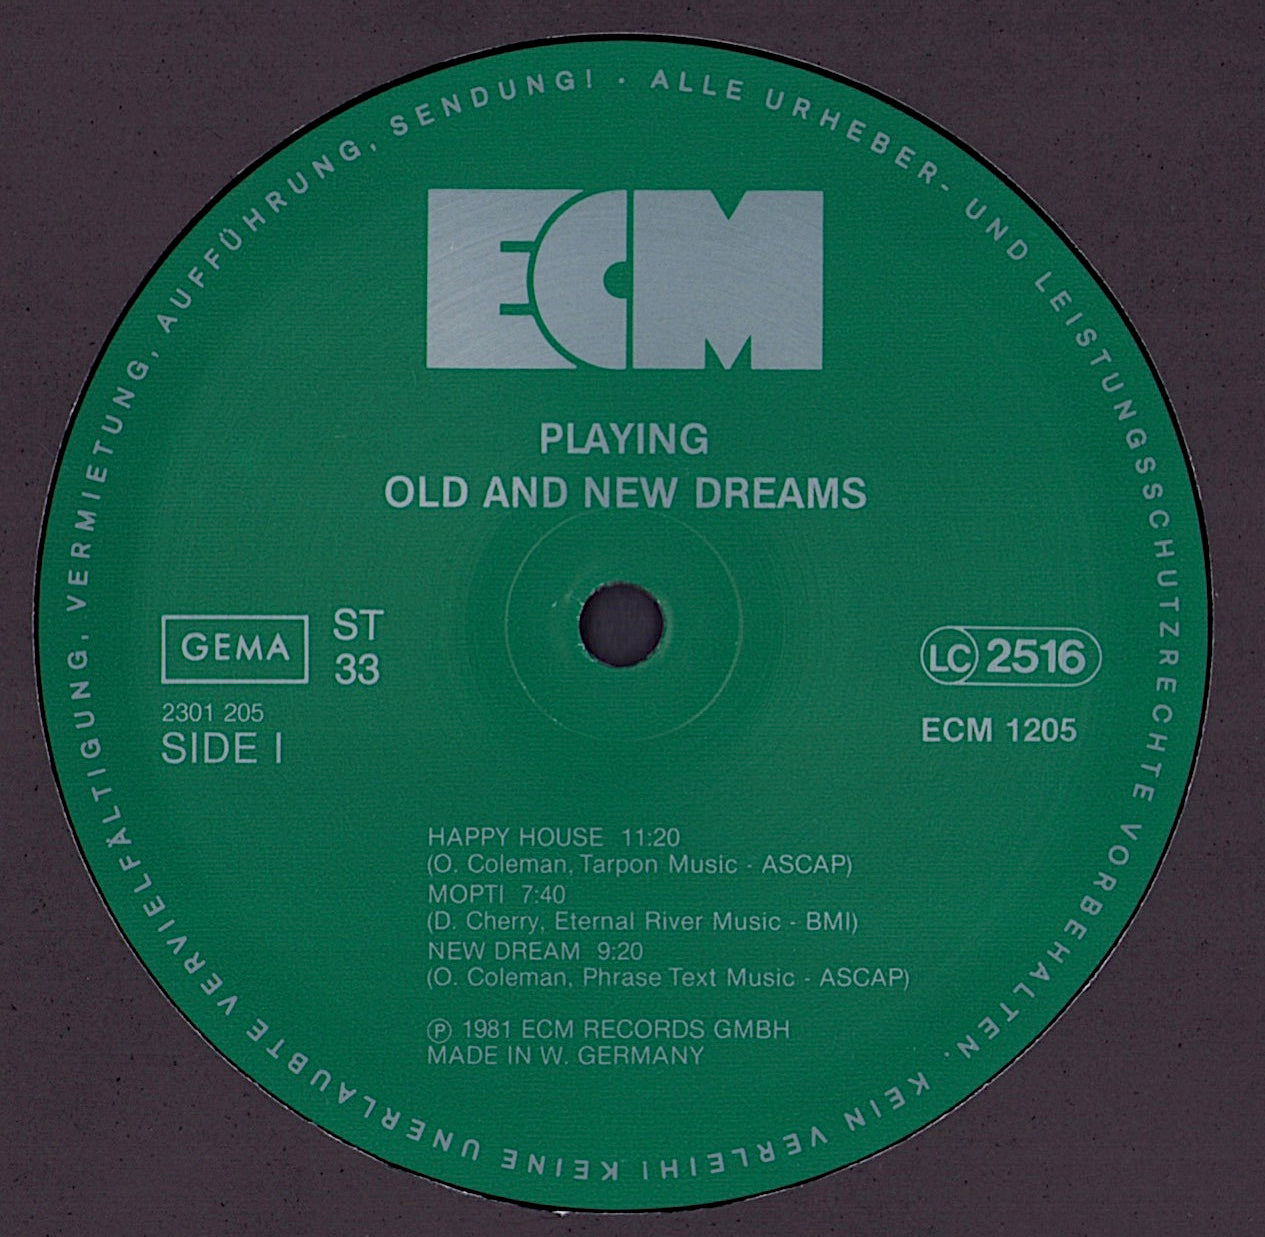 ALLE URHEBER- UND LEISTUNGSSCHUTZRECHTE VORBEHALTEN. KEIN VERLEIH! KEINE UNERLAUBTE VERVIELFÄLTIGUNG, VERMIETUNG, AUFFÜHRUNG, SENDUNG! ·
ECM
PLAYING
OLD AND NEW DREAMS
GEMA
ST
33
2301 205
SIDE I
LC 2516
ECM 1205
HAPPY HOUSE 11:20
(O. Coleman, Tarpon Music - ASCAP)
MOPTI 7:40
(D. Cherry, Eternal River Music - BMI)
NEW DREAM 9:20
(O. Coleman, Phrase Text Music - ASCAP)
℗ 1981 ECM RECORDS GMBH
MADE IN W. GERMANY